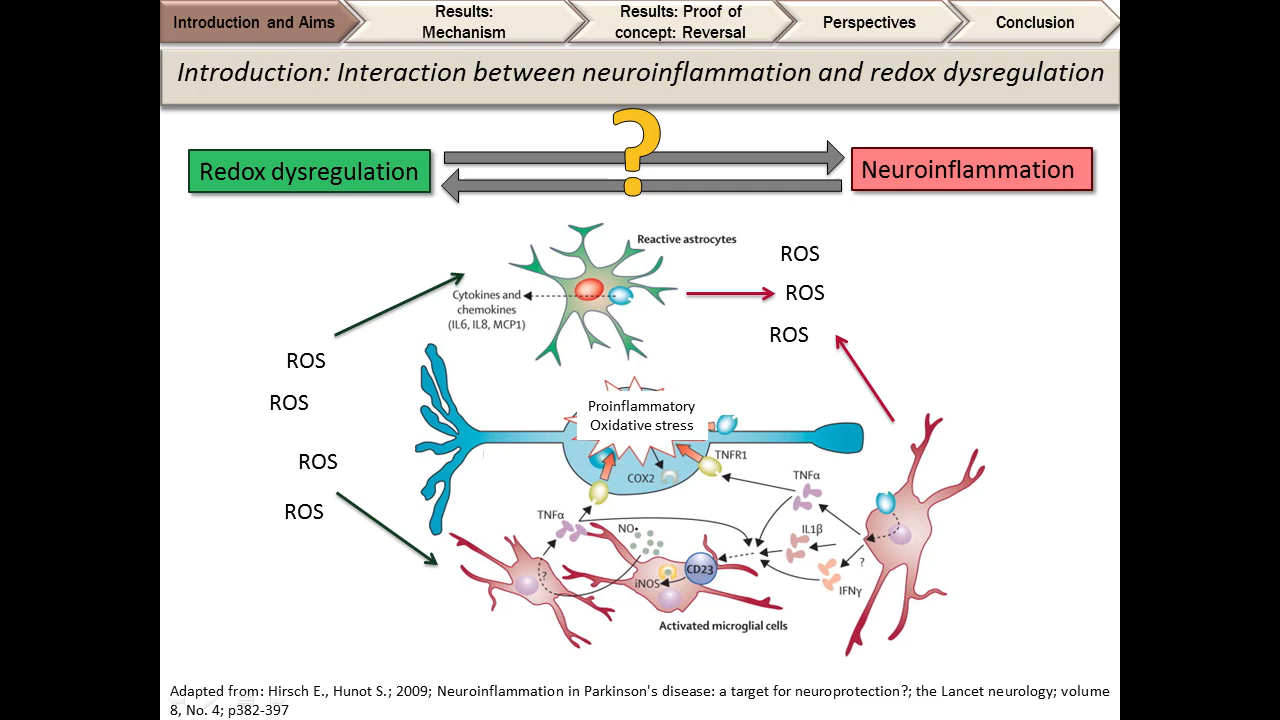 Introduction and Aims
Results:
Mechanism
Results: Proof of
concept: Reversal
Perspectives
Conclusion
Introduction: Interaction between neuroinflammation and redox dysregulation
?
Redox dysregulation
Neuroinflammation
Reactive astrocytes
ROS
ROS
ROS
Cytokines and
chemokines
(IL6, IL8, MCP1)
ROS
ROS
ROS
ROS
Proinflammatory
Oxidative stress
COX2
TNFR1
TNFα
TNFα
NO•
IL1β
CD23
iNOS
?
?
IFNγ
Activated microglial cells
Adapted from: Hirsch E., Hunot S.; 2009; Neuroinflammation in Parkinson's disease: a target for neuroprotection?; the Lancet neurology; volume
8, No. 4; p382-397